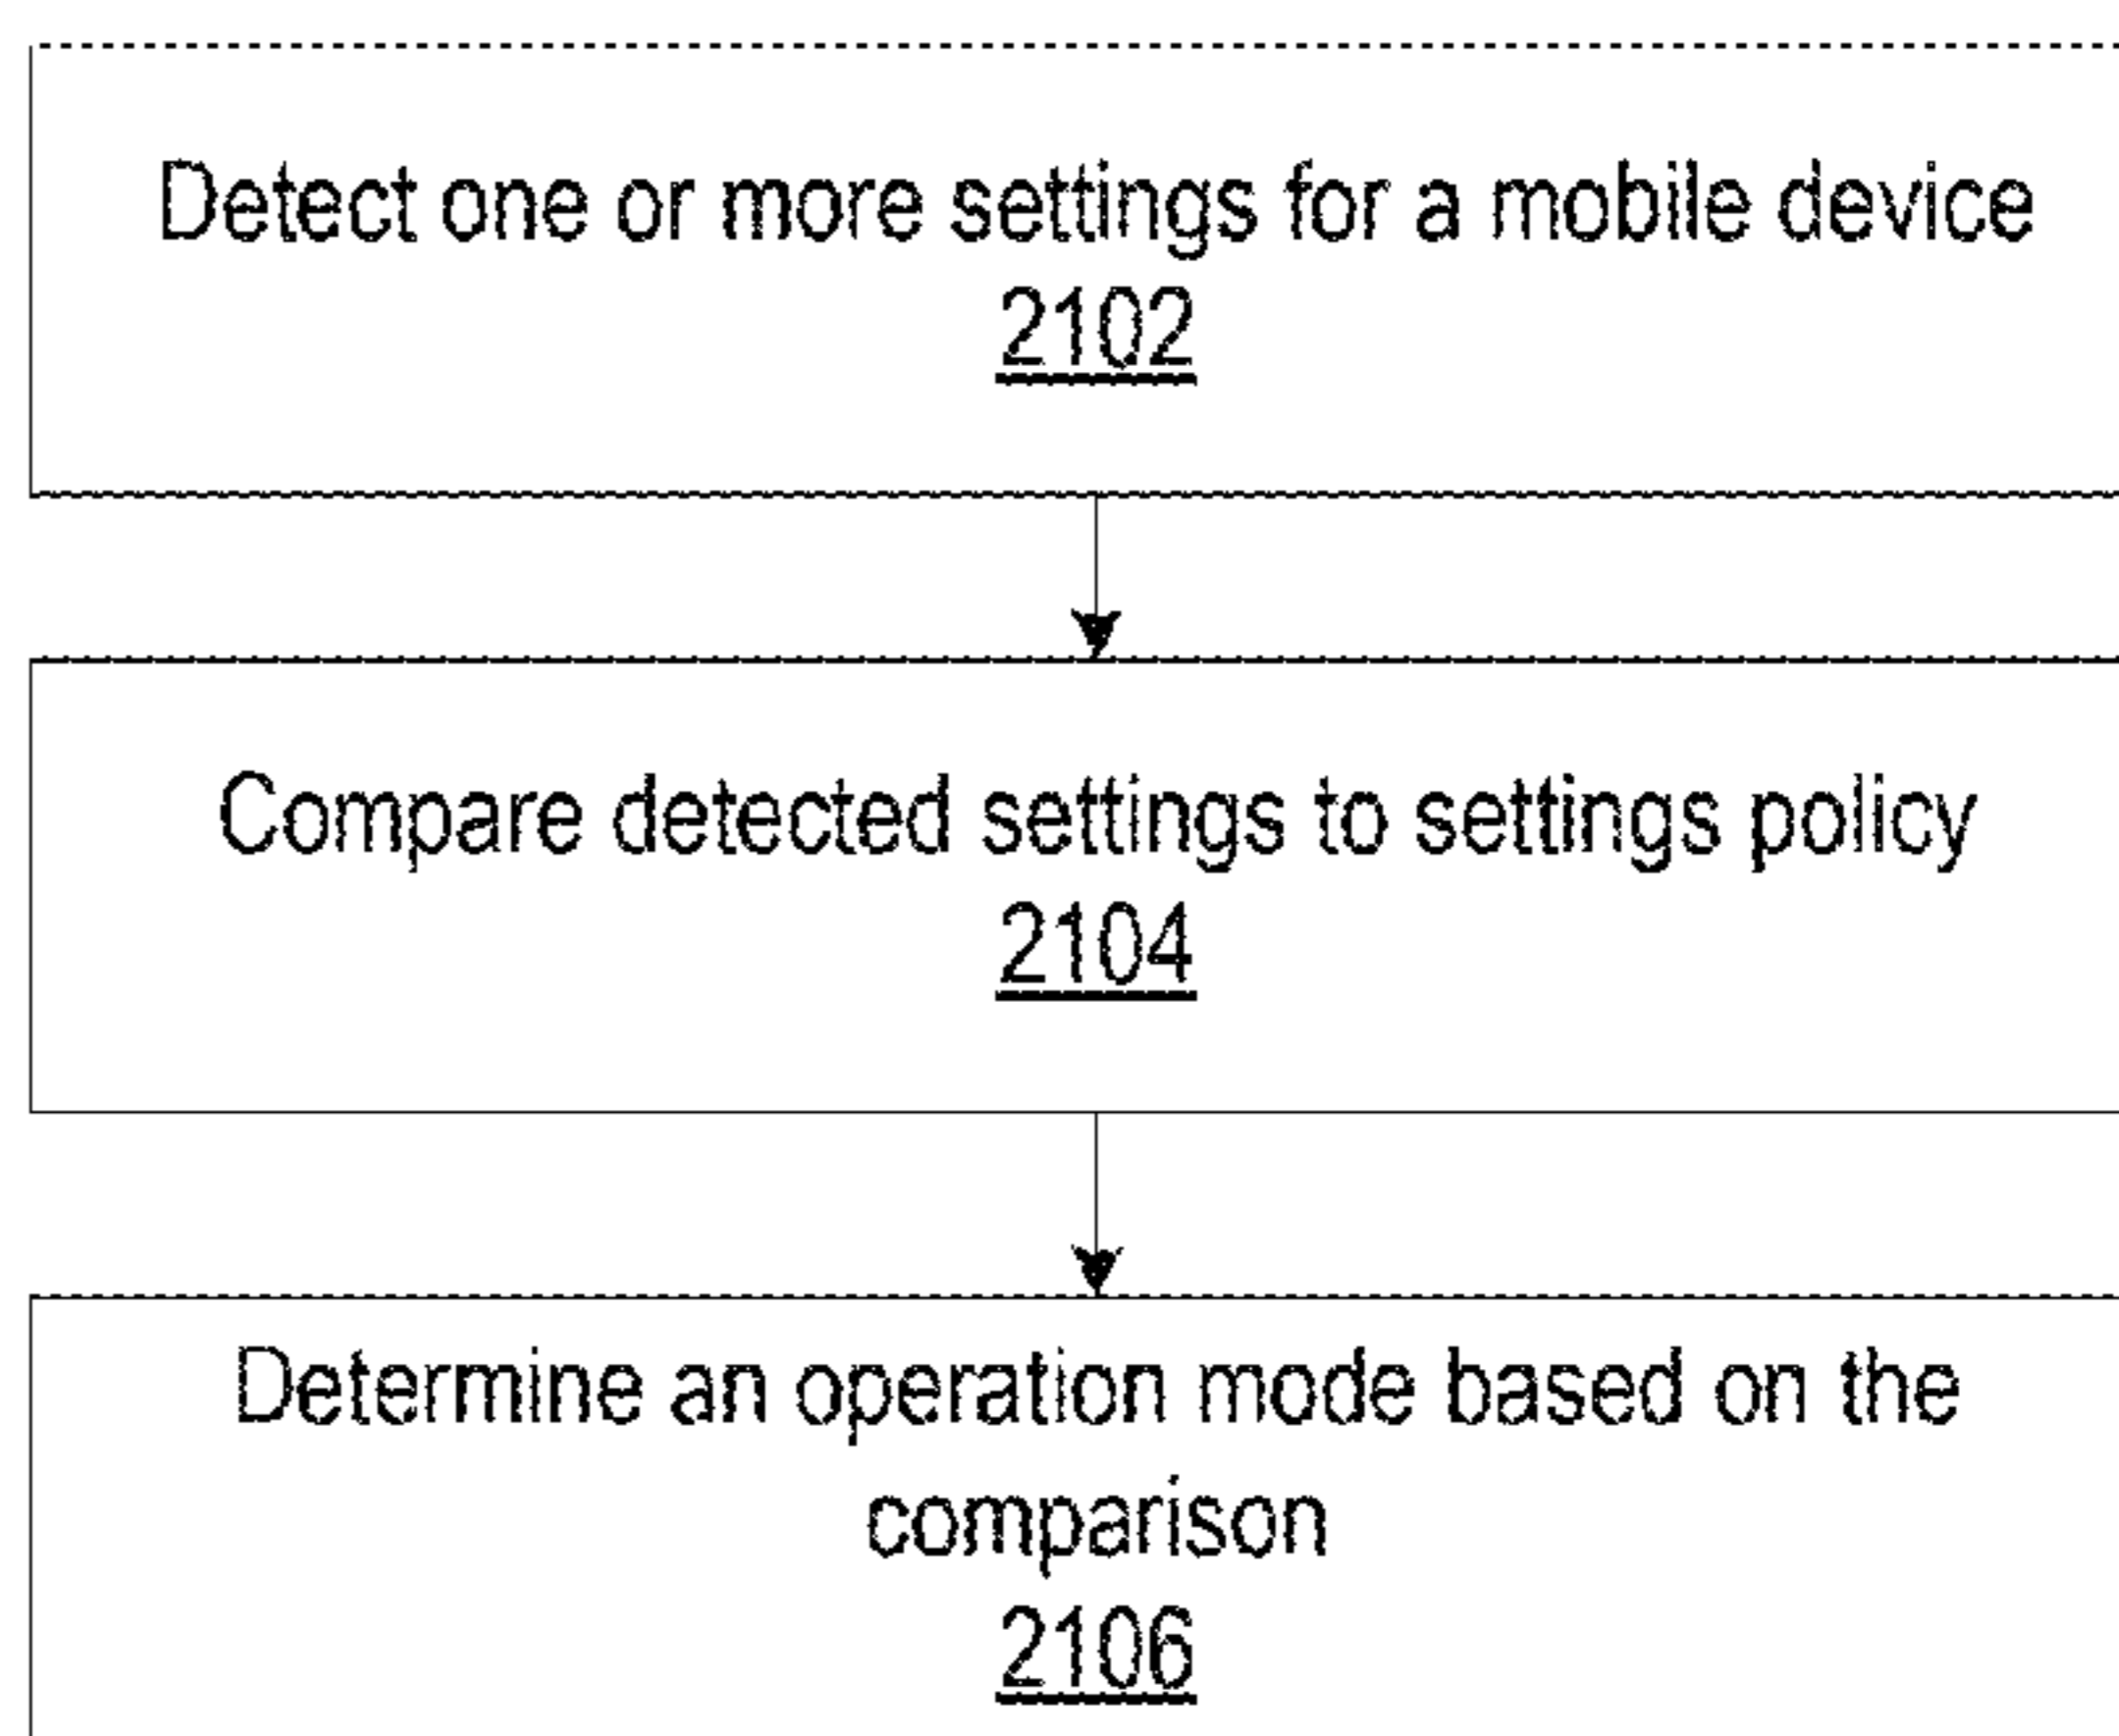 Detect one or more settings for a mobile device
2102
Compare detected settings to settings policy
2104
Determine an operation mode based on the
comparison
2106